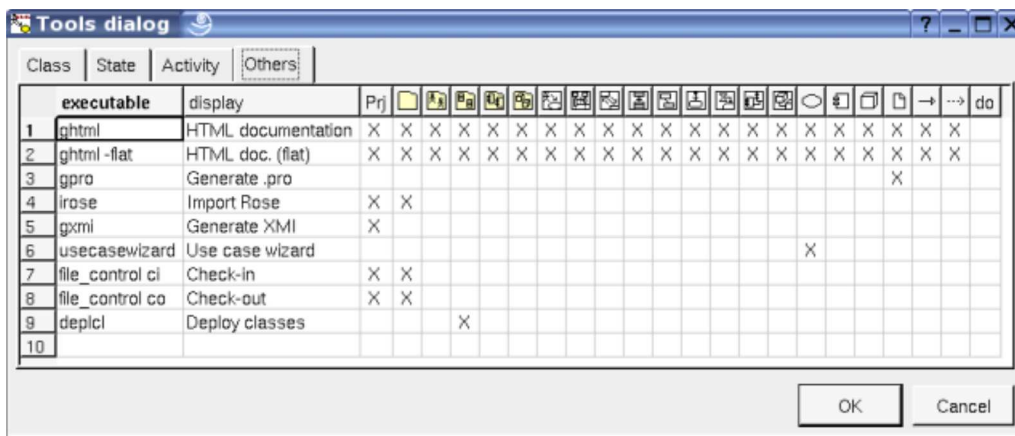 Tools dialog ? _ X
Class State Activity Others
executable display Prj do
1 ghtml HTML documentation X X X X X X X X X X X X X X X X X X X X X
2 ghtml -flat HTML doc. (flat) X X X X X X X X X X X X X X X X X X X X X
3 gpro Generate .pro X
4 irose Import Rose X X
5 gxmi Generate XMI X
6 usecasewizard Use case wizard X
7 file_control ci Check-in X X
8 file_control co Check-out X X
9 deplcl Deploy classes X
10
OK Cancel